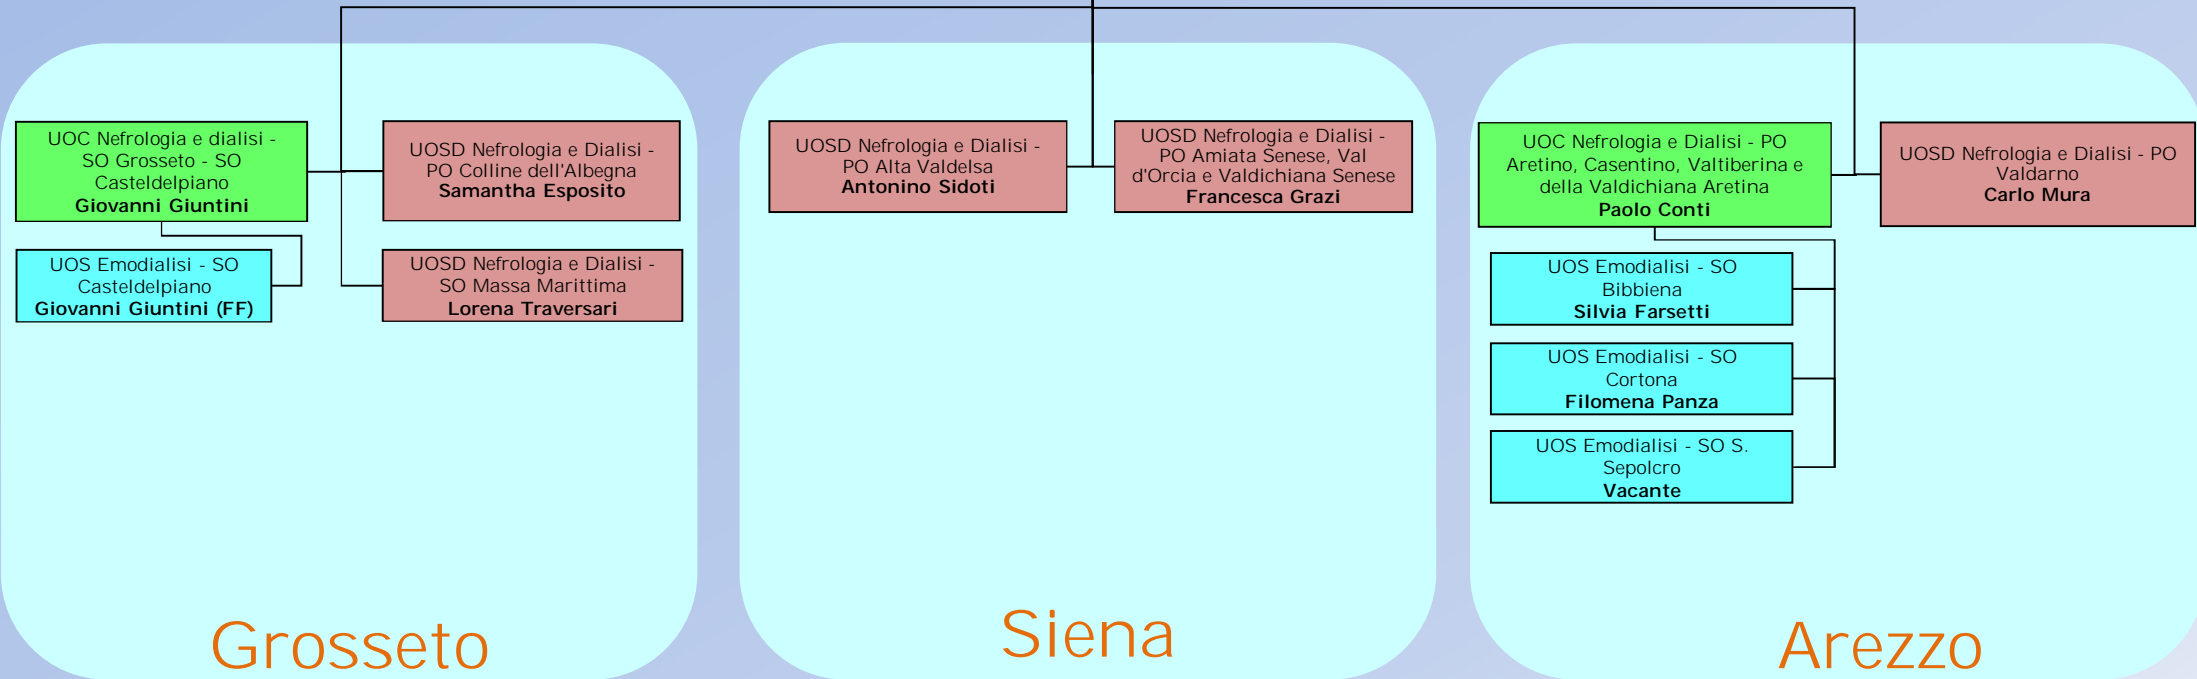 UOC Nefrologia e dialisi -
SO Grosseto - SO
Casteldelpiano
Giovanni Giuntini
UOSD Nefrologia e Dialisi -
PO Colline dell'Albegna
Samantha Esposito
UOS Emodialisi - SO
Casteldelpiano
Giovanni Giuntini (FF)
UOSD Nefrologia e Dialisi -
SO Massa Marittima
Lorena Traversari
Grosseto
UOSD Nefrologia e Dialisi -
PO Alta Valdelsa
Antonino Sidoti
UOSD Nefrologia e Dialisi -
PO Amiata Senese, Val
d'Orcia e Valdichiana Senese
Francesca Grazi
Siena
UOC Nefrologia e Dialisi - PO
Aretino, Casentino, Valtiberina e
della Valdichiana Aretina
Paolo Conti
UOSD Nefrologia e Dialisi - PO
Valdarno
Carlo Mura
UOS Emodialisi - SO
Bibbiena
Silvia Farsetti
UOS Emodialisi - SO
Cortona
Filomena Panza
UOS Emodialisi - SO S.
Sepolcro
Vacante
Arezzo